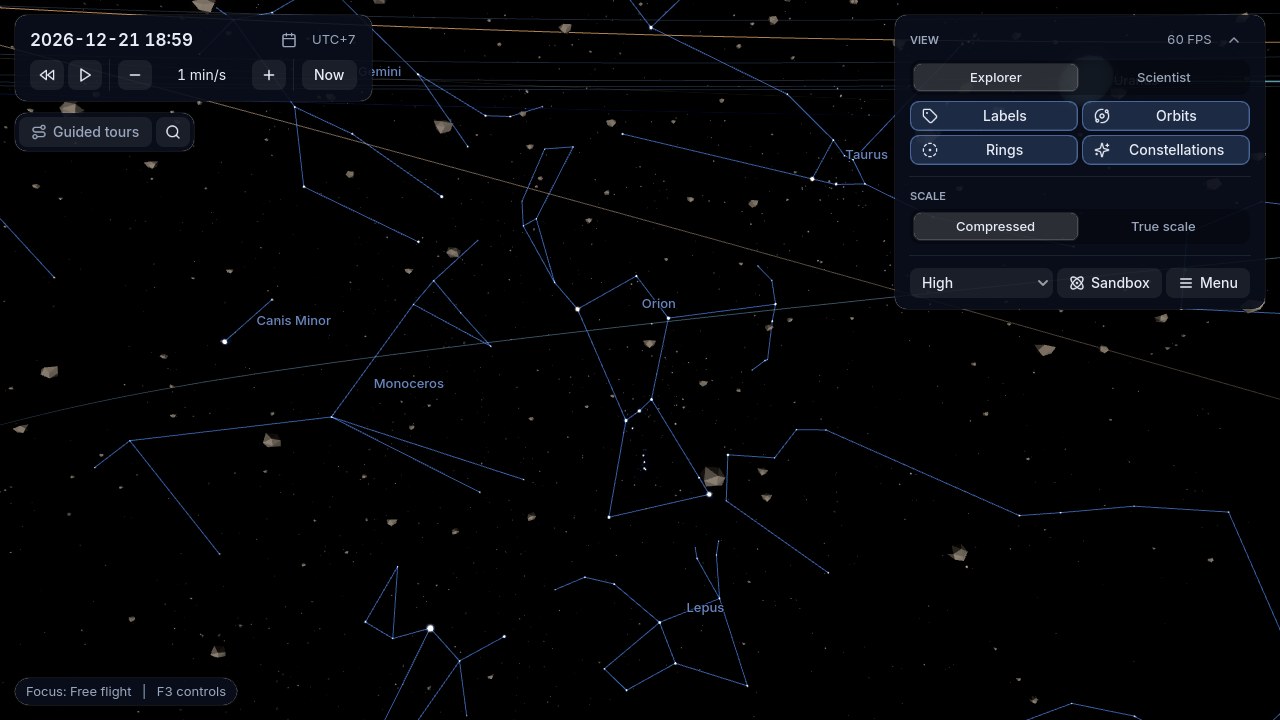 2026-12-21 18:59
UTC+7
1 min/s
Now
Guided tours
VIEW
60 FPS
Explorer
Scientist
Labels
Orbits
Rings
Constellations
SCALE
Compressed
True scale
High
Sandbox
Menu
Gemini
Taurus
Orion
Canis Minor
Monoceros
Lepus
Focus: Free flight | F3 controls